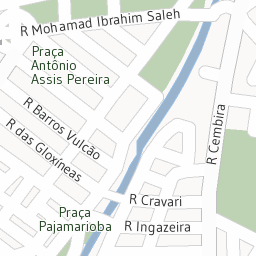 R Mohamad Ibrahim Saleh
Praça
Antônio
Assis Pereira
R Barros Vulcão
R das Gloxíneas
R Cembira
R Cravari
Praça
Pajamarioba
R Ingazeira